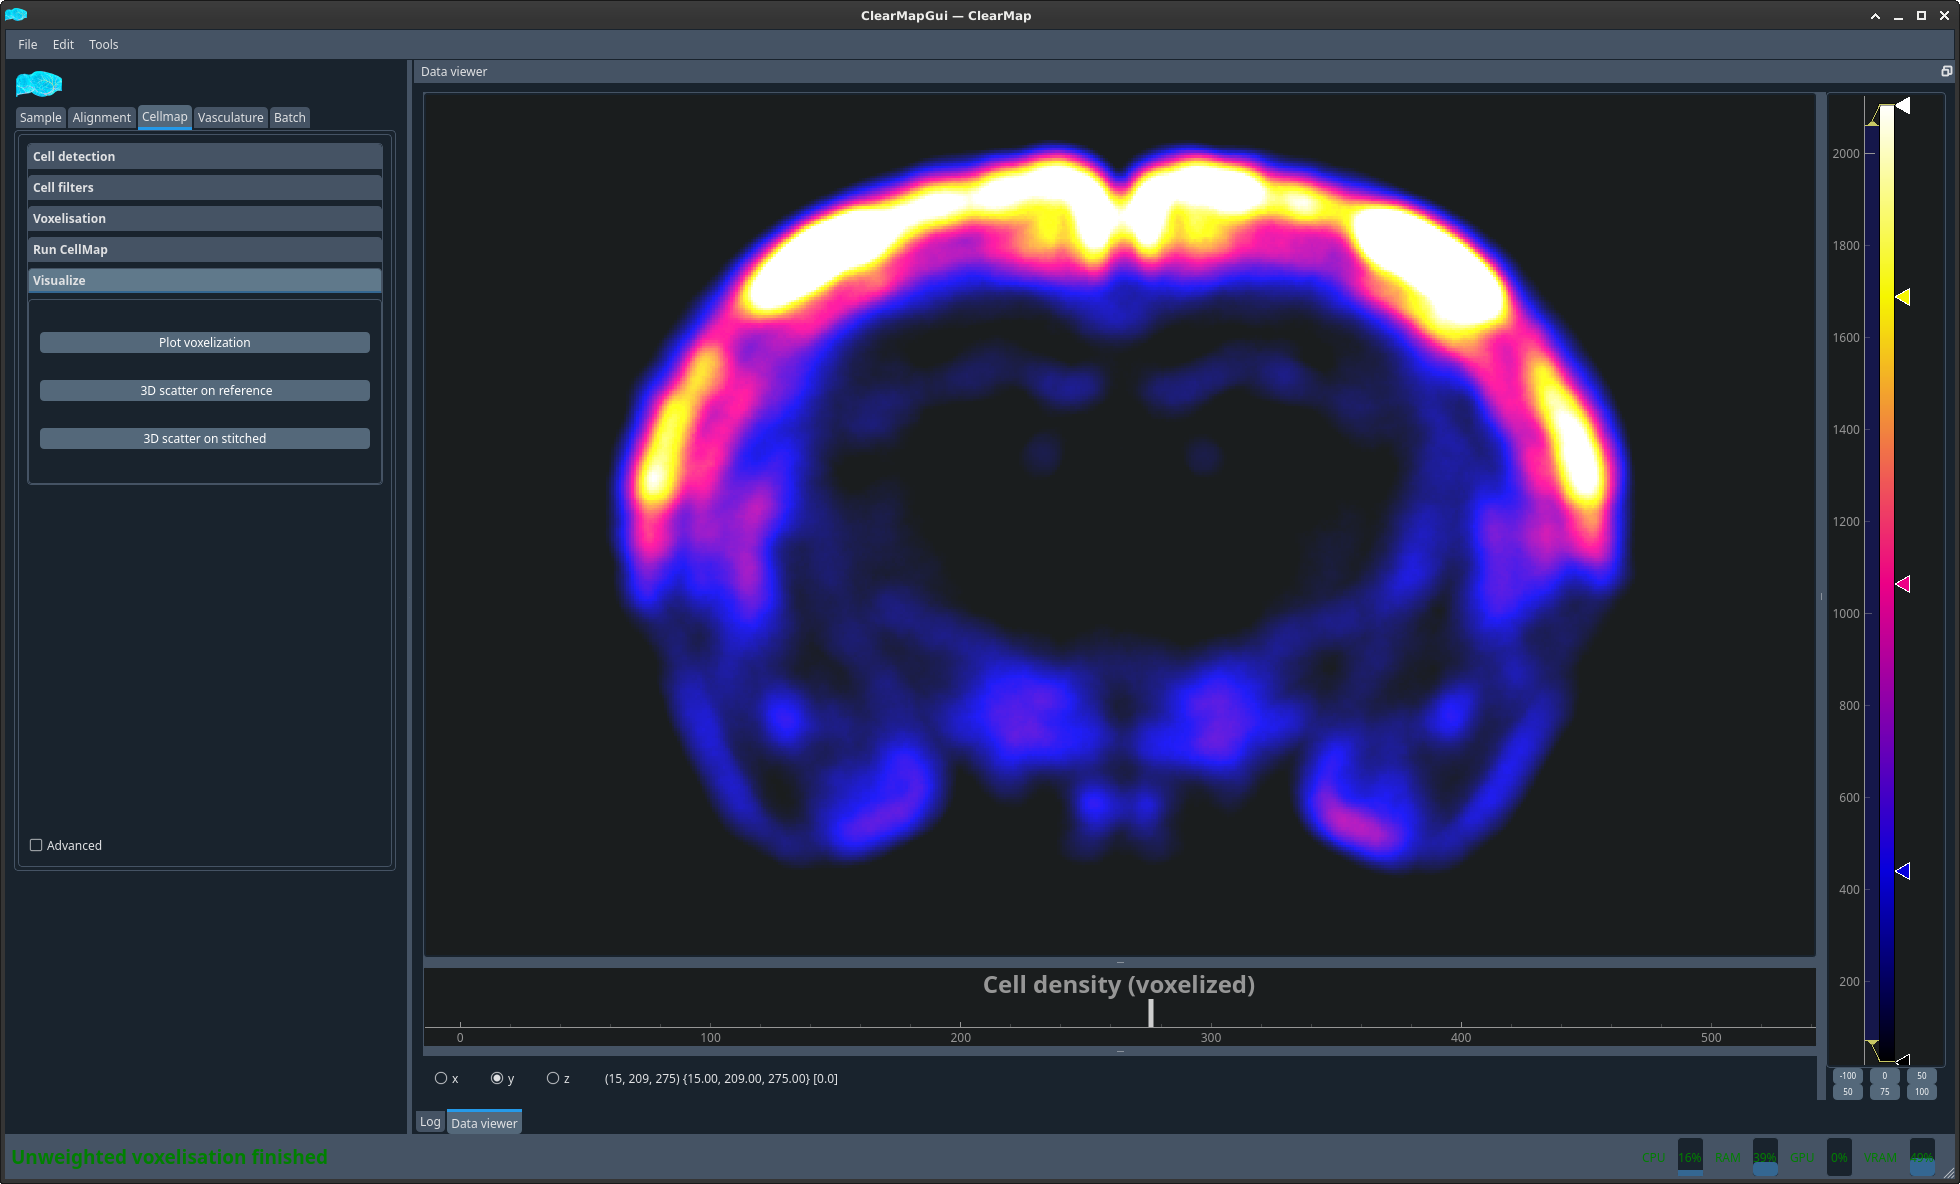 ClearMapGui — ClearMap
File Edit Tools
Data viewer
Sample Alignment Cellmap Vasculature Batch
Cell detection
Cell filters
Voxelisation
Run CellMap
Visualize
Plot voxelization
3D scatter on reference
3D scatter on stitched
Advanced
2000
1800
1600
1400
1200
1000
800
600
400
200
Cell density (voxelized)
0 100 200 300 400 500
x y z (15, 209, 275) {15.00, 209.00, 275.00} [0.0]
-100 0 50
50 75 100
Log Data viewer
Unweighted voxelisation finished
CPU 16% RAM 39% GPU 0% VRAM 40%